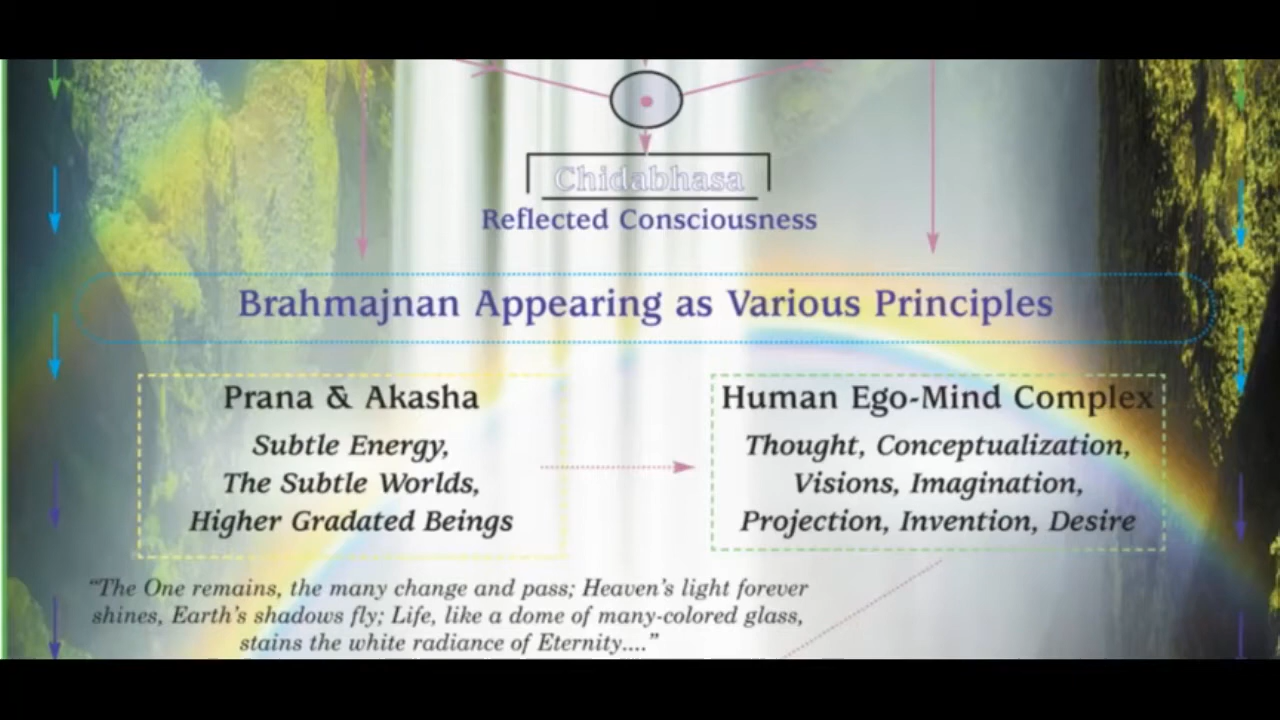 Chidabhasa
Reflected Consciousness
Brahmajnan Appearing as Various Principles
Prana & Akasha
Subtle Energy,
The Subtle Worlds,
Higher Gradated Beings
Human Ego-Mind Complex
Thought, Conceptualization,
Visions, Imagination,
Projection, Invention, Desire
“The One remains, the many change and pass; Heaven’s light forever
shines, Earth’s shadows fly; Life, like a dome of many-colored glass,
stains the white radiance of Eternity....”